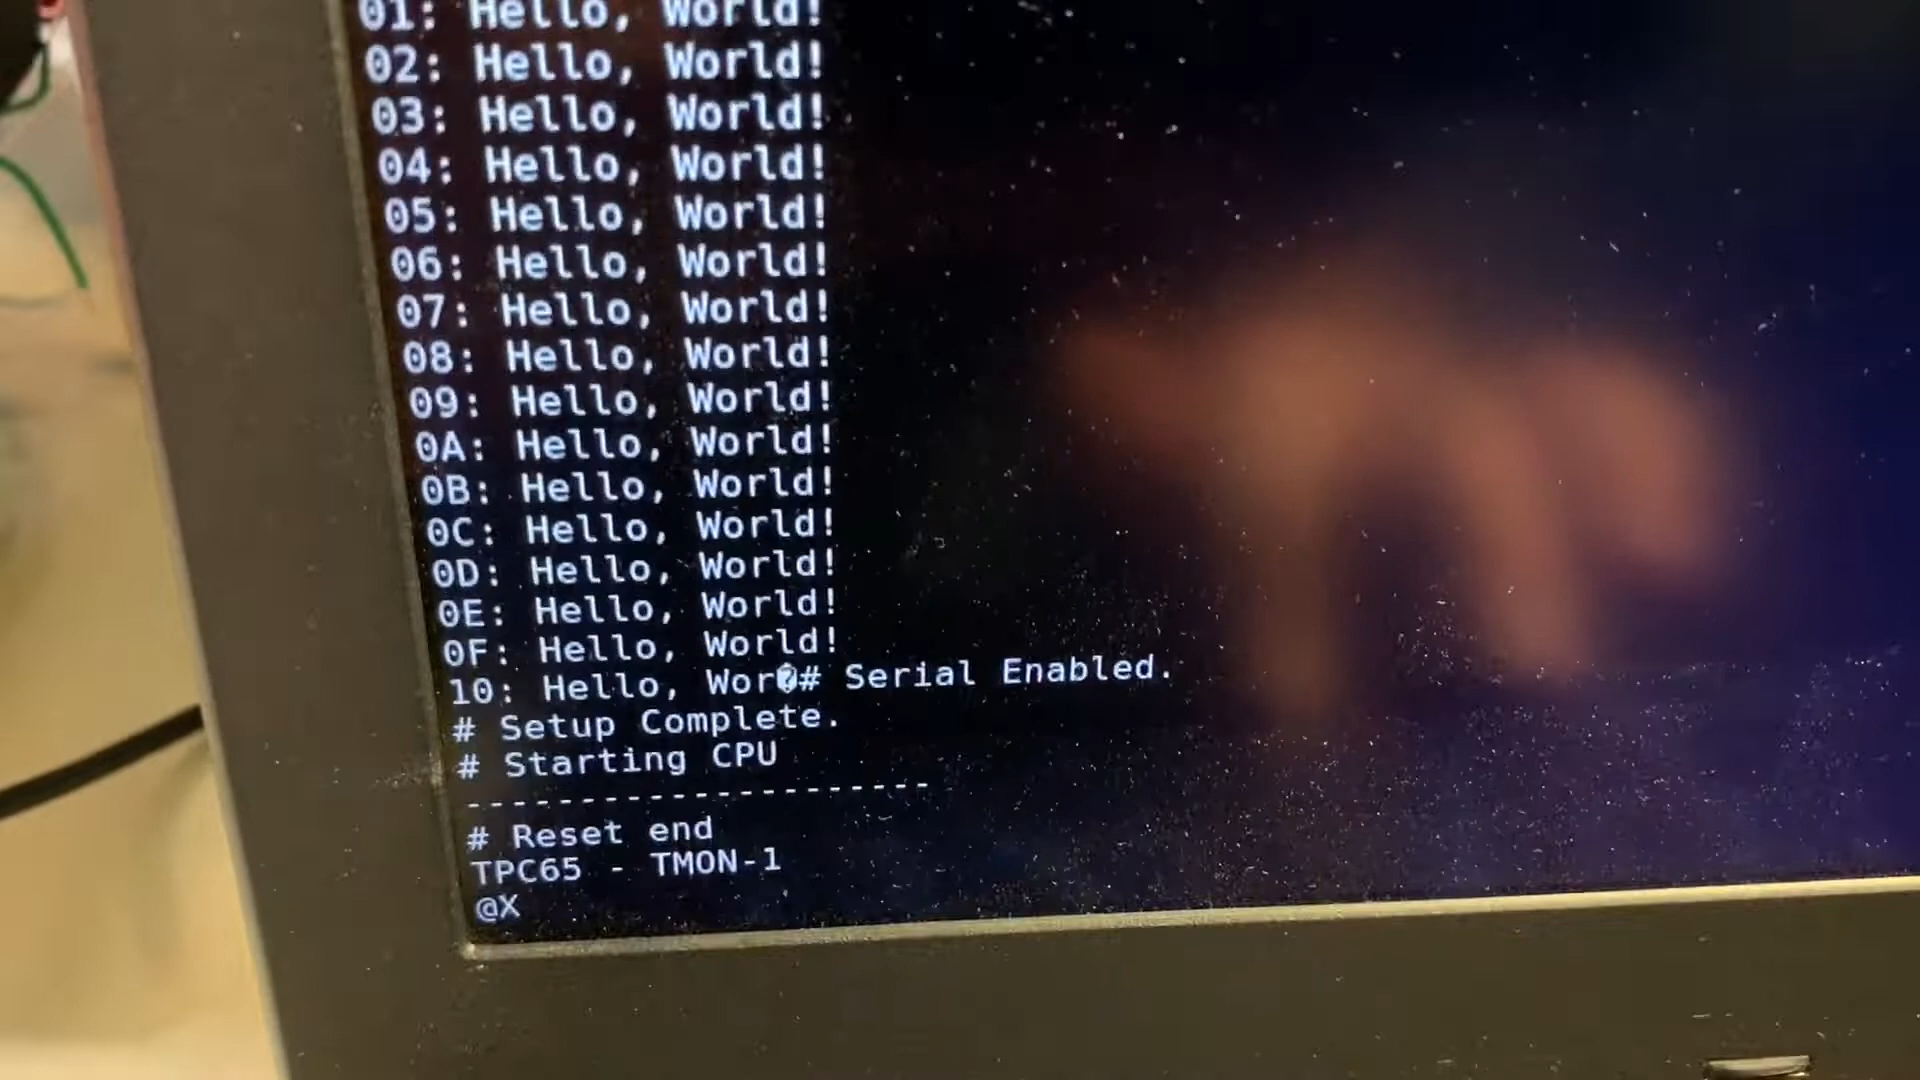 01: Hello, World!
02: Hello, World!
03: Hello, World!
04: Hello, World!
05: Hello, World!
06: Hello, World!
07: Hello, World!
08: Hello, World!
09: Hello, World!
0A: Hello, World!
0B: Hello, World!
0C: Hello, World!
0D: Hello, World!
0E: Hello, World!
0F: Hello, World!
10: Hello, Wor�# Serial Enabled.
# Setup Complete.
# Starting CPU
---------------------
# Reset end
TPC65 - TMON-1
@X